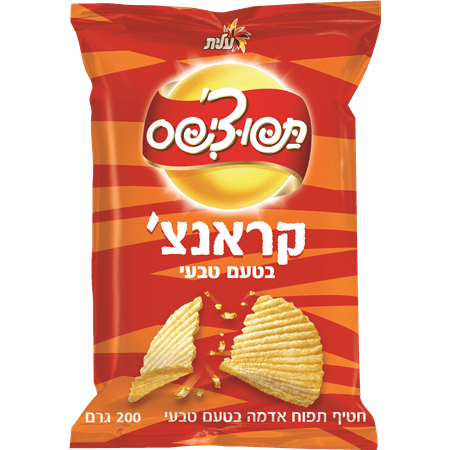 עלית
תפוצ'יפס
קראנצ'
בטעם טבעי
חטיף תפוח אדמה בטעם טבעי 200 גרם